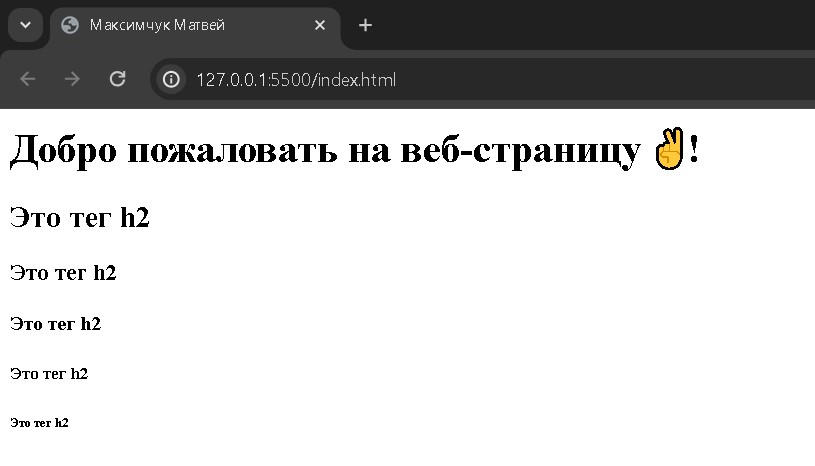 Максимчук Матвей
127.0.0.1:5500/index.html
Добро пожаловать на веб-страницу ✌!
Это тег h2
Это тег h2
Это тег h2
Это тег h2
Это тег h2